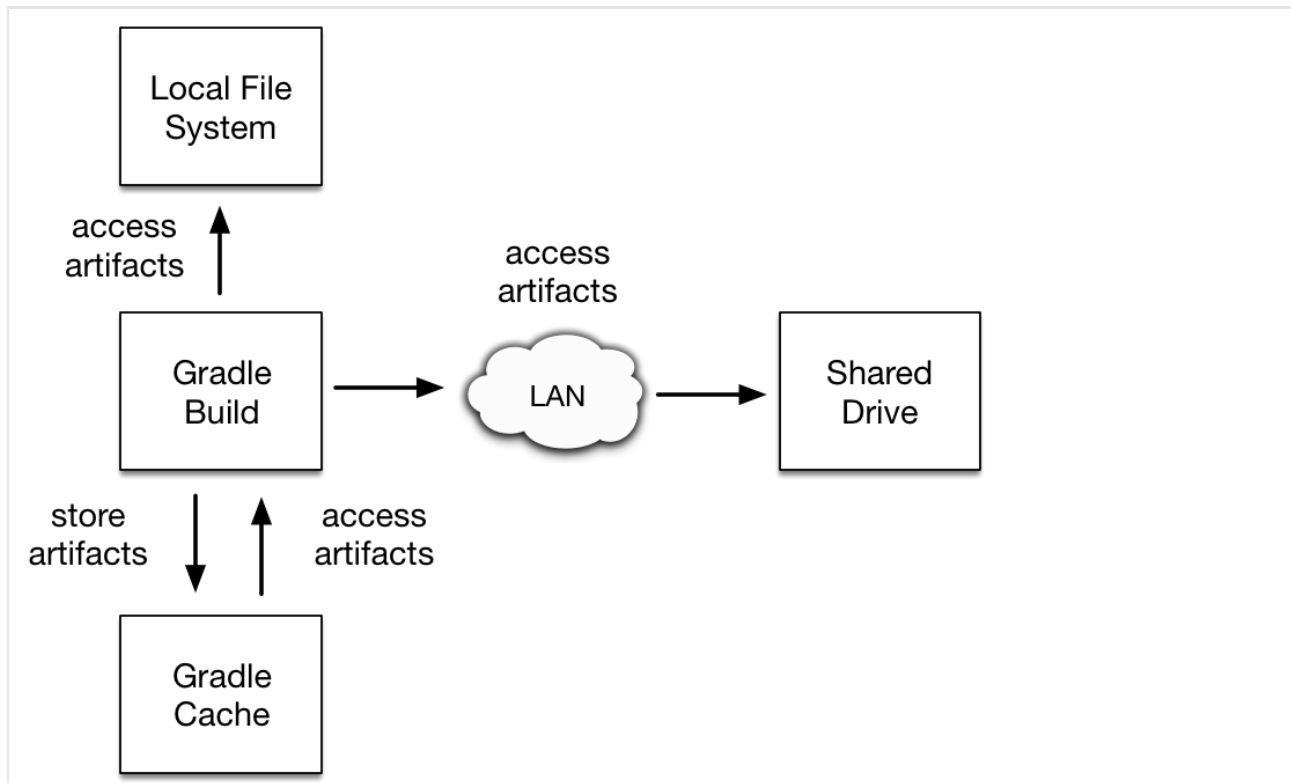 Local File
System
access
artifacts
access
artifacts
Gradle
Build
LAN
Shared
Drive
store
artifacts
access
artifacts
Gradle
Cache